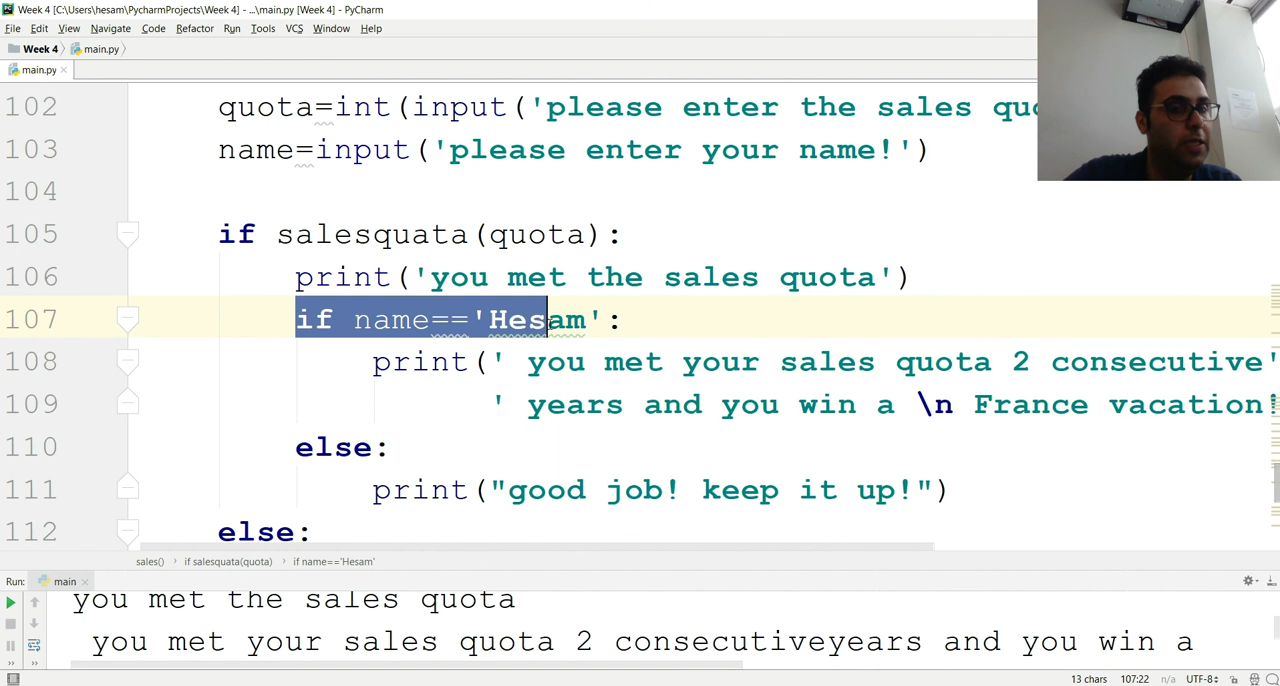 Week 4 [C:\Users\hesam\PycharmProjects\Week 4] - ...\main.py [Week 4] - PyCharm
File Edit View Navigate Code Refactor Run Tools VCS Window Help
Week 4 main.py
main.py
102 quota=int(input('please enter the sales quo
103 name=input('please enter your name!')
104
105 if salesquata(quota):
106 print('you met the sales quota')
107 if name=='Hesam':
108 print(' you met your sales quota 2 consecutive'
109 ' years and you win a \n France vacation!
110 else:
111 print("good job! keep it up!")
112 else:
sales() if salesquata(quota) if name=='Hesam'
Run: main
you met the sales quota
you met your sales quota 2 consecutiveyears and you win a
13 chars 107:22 n/a UTF-8